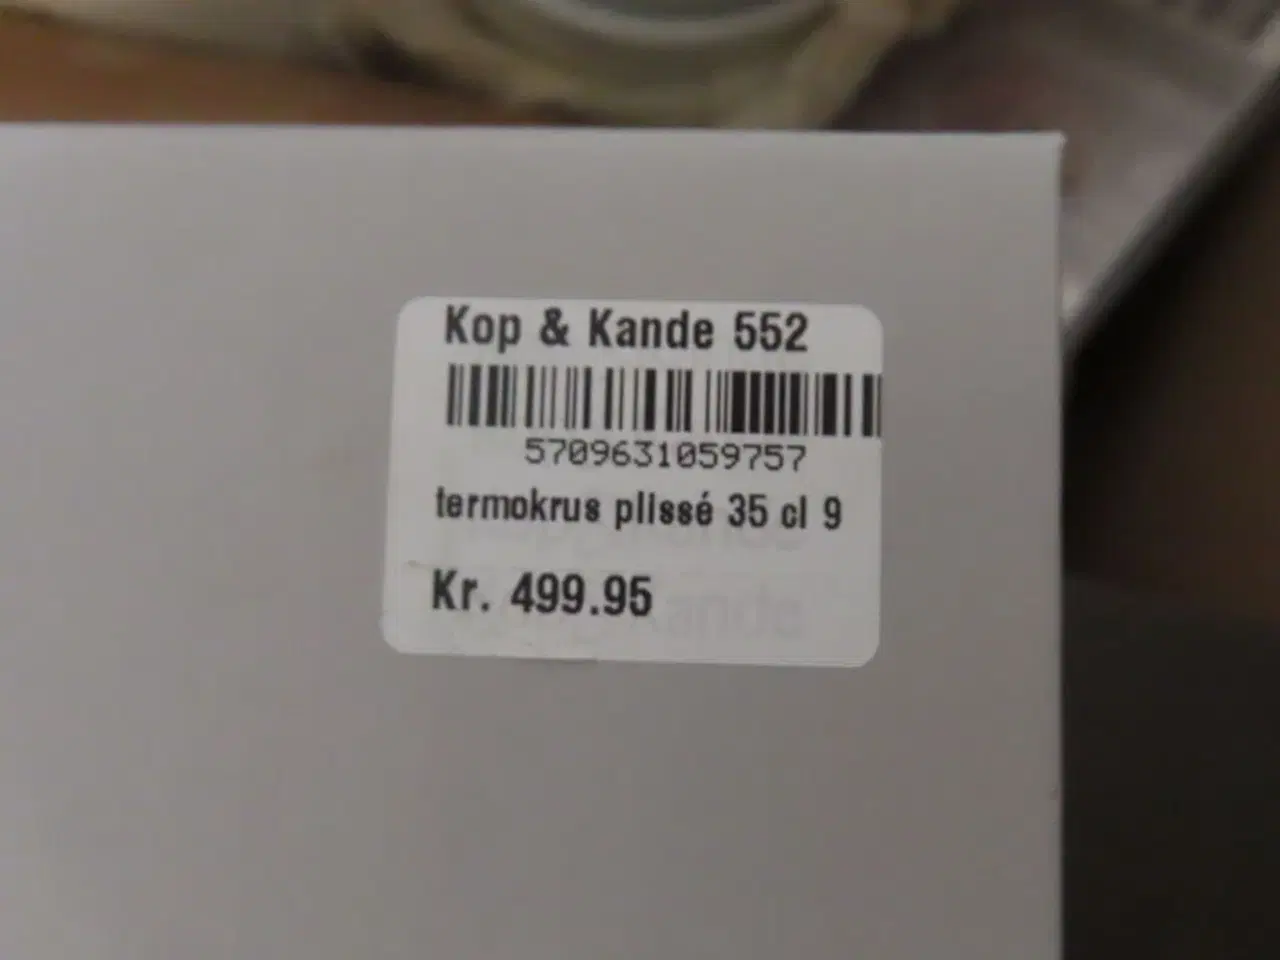 Kop & Kande 552
5709631059757
termokrus plissé 35 cl 9
Kr. 499.95